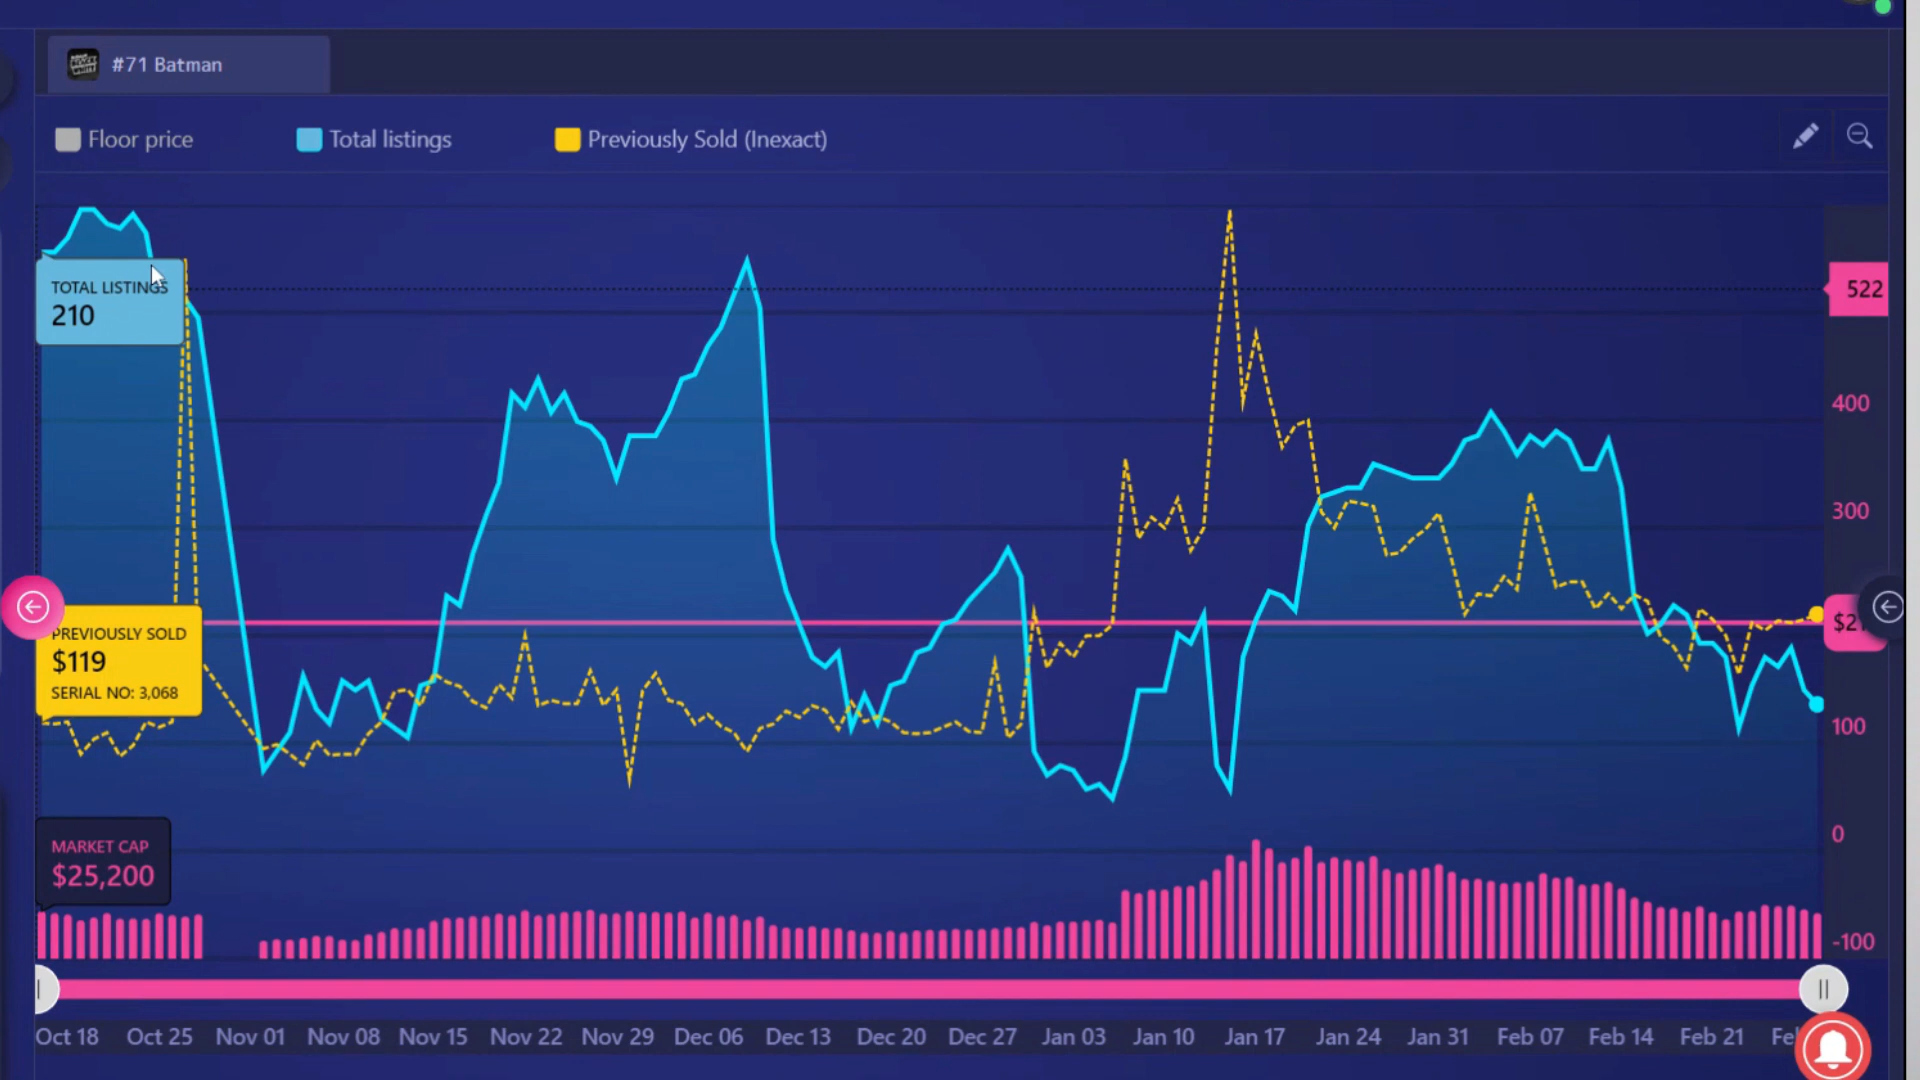 #71 Batman
Floor price
Total listings
Previously Sold (Inexact)
TOTAL LISTINGS
210
522
400
300
PREVIOUSLY SOLD
$119
SERIAL NO: 3,068
100
0
MARKET CAP
$25,200
-100
Oct 18 Oct 25 Nov 01 Nov 08 Nov 15 Nov 22 Nov 29 Dec 06 Dec 13 Dec 20 Dec 27 Jan 03 Jan 10 Jan 17 Jan 24 Jan 31 Feb 07 Feb 14 Feb 21